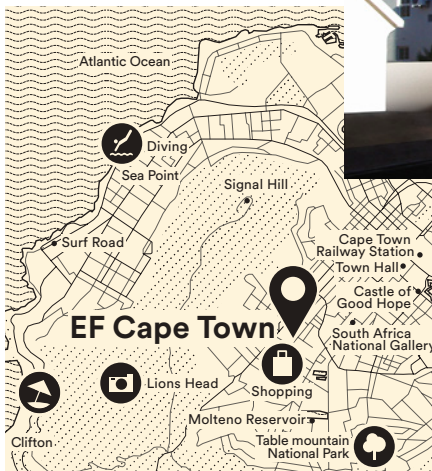 Atlantic Ocean
Diving
Sea Point
Signal Hill
Surf Road
Cape Town
Railway Station
Town Hall
Castle of
Good Hope
EF Cape Town
South Africa
National Gallery
Lions Head
Shopping
Clifton
Molteno Reservoir
Table mountain
National Park